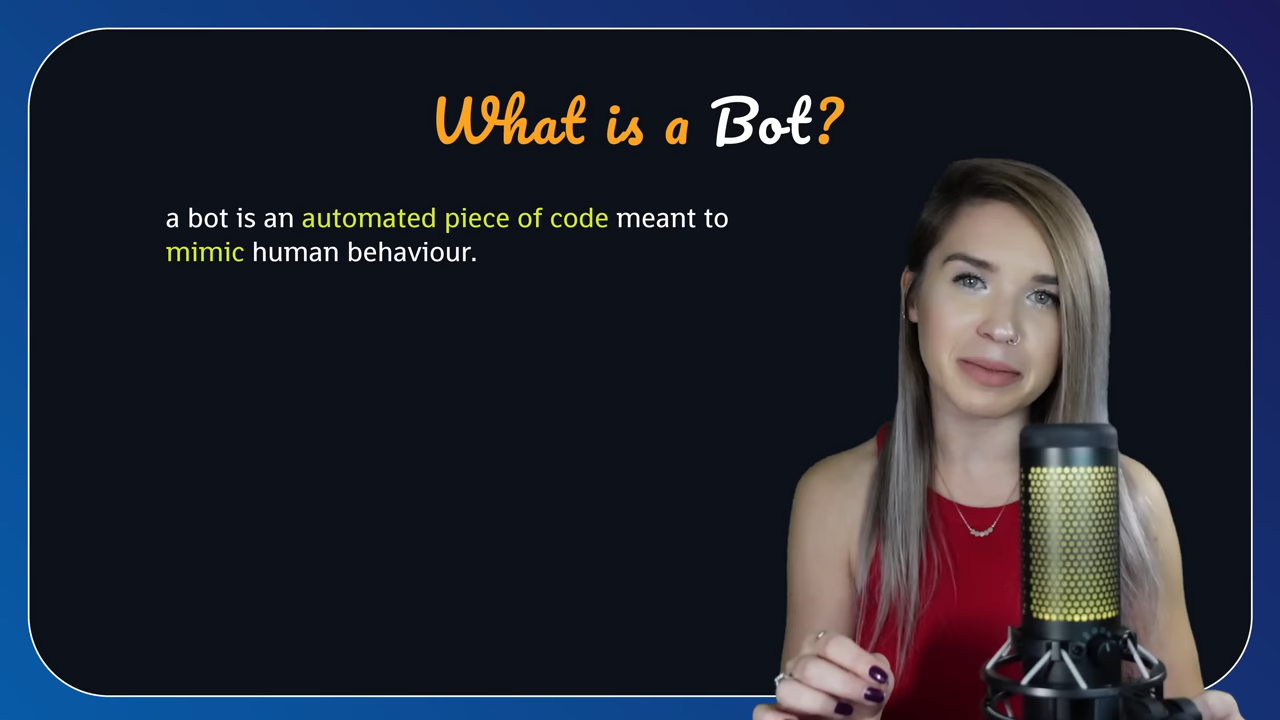 What is a Bot?
a bot is an automated piece of code meant to
mimic human behaviour.